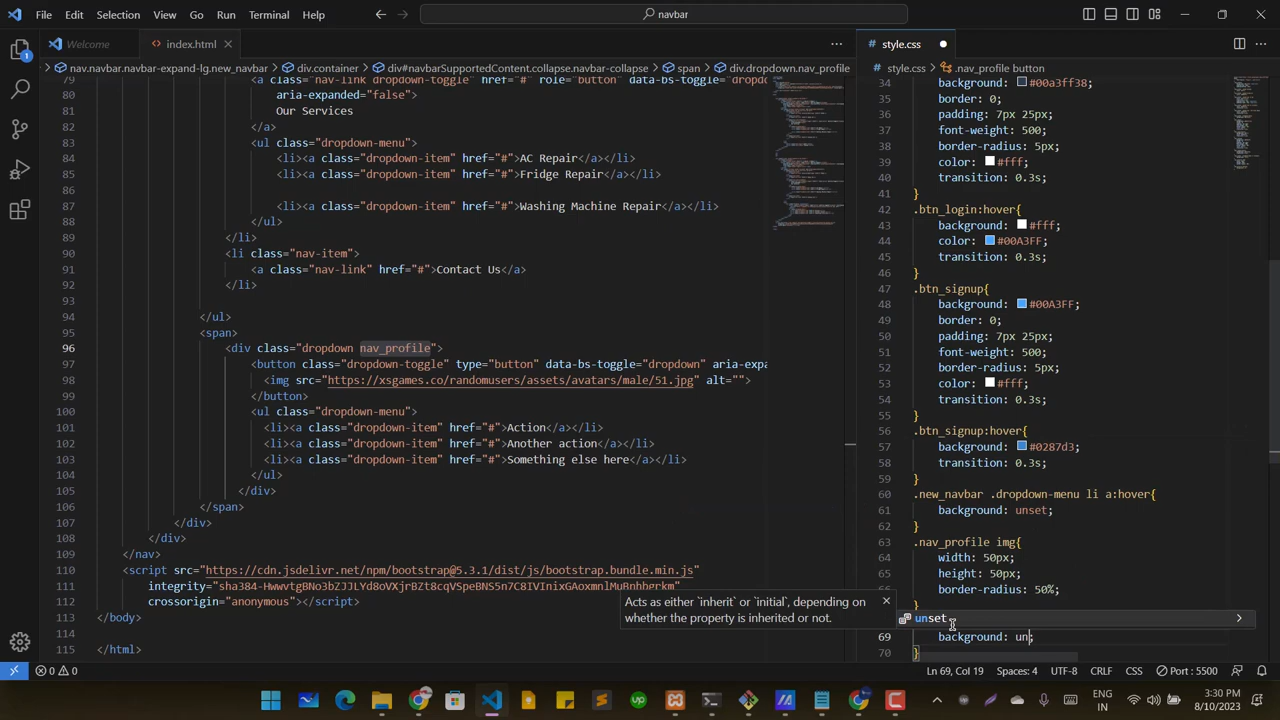 File Edit Selection View Go Run Terminal Help
navbar
Welcome
index.html
style.css
nav.navbar.navbar-expand-lg.new_navbar > div.container > div#navbarSupportedContent.collapse.navbar-collapse > span > div.dropdown.nav_profile
style.css > .nav_profile button
79 <a class="nav-link dropdown-toggle" href="#" role="button" data-bs-toggle="dropdo
80 aria-expanded="false">
81 Our Services
82 </a>
83 <ul class="dropdown-menu">
84 <li><a class="dropdown-item" href="#">AC Repair</a></li>
85 <li><a class="dropdown-item" href="#">Fridge Repair</a></li>
86
87 <li><a class="dropdown-item" href="#">Washing Machine Repair</a></li>
88 </ul>
89 </li>
90 <li class="nav-item">
91 <a class="nav-link" href="#">Contact Us</a>
92 </li>
93
94 </ul>
95 <span>
96 <div class="dropdown nav_profile">
97 <button class="dropdown-toggle" type="button" data-bs-toggle="dropdown" aria-expa
98 <img src="https://xsgames.co/randomusers/assets/avatars/male/51.jpg" alt="">
99 </button>
100 <ul class="dropdown-menu">
101 <li><a class="dropdown-item" href="#">Action</a></li>
102 <li><a class="dropdown-item" href="#">Another action</a></li>
103 <li><a class="dropdown-item" href="#">Something else here</a></li>
104 </ul>
105 </div>
106 </span>
107 </div>
108 </div>
109 </nav>
110 <script src="https://cdn.jsdelivr.net/npm/bootstrap@5.3.1/dist/js/bootstrap.bundle.min.js"
111
112 crossorigin="anonymous"></script>
113 </body>
114
115 </html>
34 background: #00a3ff38;
35 border: 0;
36 padding: 7px 25px;
37 font-weight: 500;
38 border-radius: 5px;
39 color: #fff;
40 transition: 0.3s;
41 }
42 .btn_login:hover{
43 background: #fff;
44 color: #00A3FF;
45 transition: 0.3s;
46 }
47 .btn_signup{
48 background: #00A3FF;
49 border: 0;
50 padding: 7px 25px;
51 font-weight: 500;
52 border-radius: 5px;
53 color: #fff;
54 transition: 0.3s;
55 }
56 .btn_signup:hover{
57 background: #0287d3;
58 transition: 0.3s;
59 }
60 .new_navbar .dropdown-menu li a:hover{
61 background: unset;
62 }
63 .nav_profile img{
64 width: 50px;
65 height: 50px;
66 border-radius: 50%;
}
Acts as either `inherit` or `initial`, depending on
whether the property is inherited or not.
unset
69 background: un;
70 }
0 0
Ln 69, Col 19 Spaces: 4 UTF-8 CRLF CSS Port : 5500
ENG
IN
3:30 PM
8/10/2023